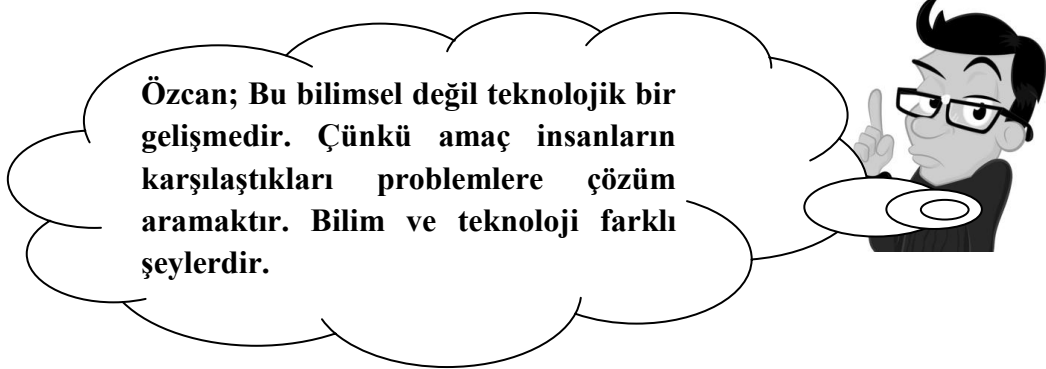 Özcan; Bu bilimsel değil teknolojik bir
gelişmedir. Çünkü amaç insanların
karşılaştıkları problemlere çözüm
aramaktır. Bilim ve teknoloji farklı
şeylerdir.